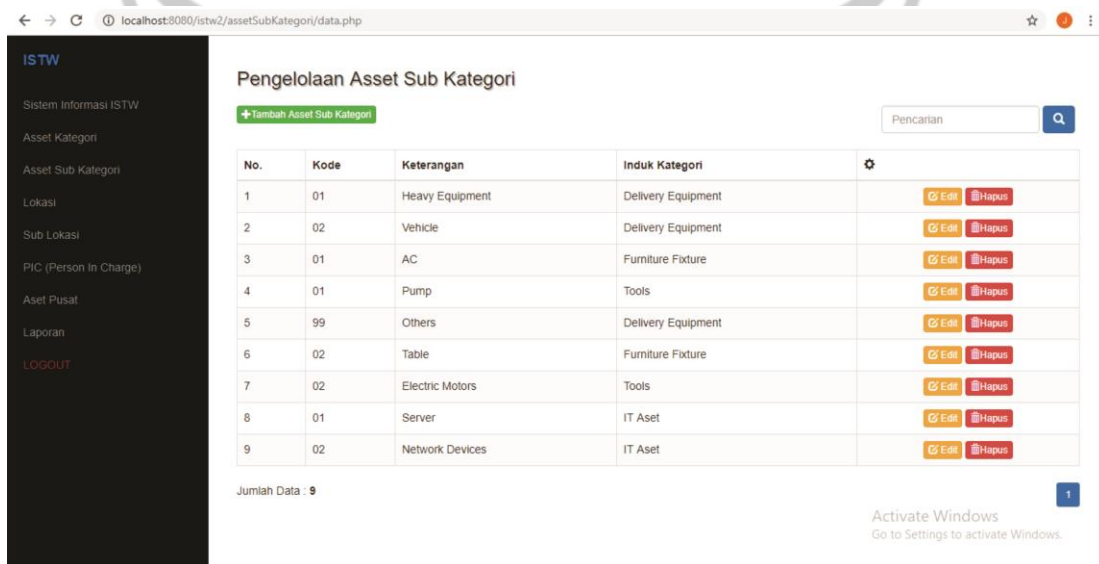 localhost:8080/istw2/assetSubKategori/data.php
J
ISTW
Sistem Informasi ISTW
Asset Kategori
Asset Sub Kategori
Lokasi
Sub Lokasi
PIC (Person In Charge)
Aset Pusat
Laporan
LOGOUT
Pengelolaan Asset Sub Kategori
Tambah Asset Sub Kategori
Pencarian
No. Kode Keterangan Induk Kategori
1 01 Heavy Equipment Delivery Equipment Edit Hapus
2 02 Vehicle Delivery Equipment Edit Hapus
3 01 AC Furniture Fixture Edit Hapus
4 01 Pump Tools Edit Hapus
5 99 Others Delivery Equipment Edit Hapus
6 02 Table Furniture Fixture Edit Hapus
7 02 Electric Motors Tools Edit Hapus
8 01 Server IT Aset Edit Hapus
9 02 Network Devices IT Aset Edit Hapus
Jumlah Data : 9
1
Activate Windows
Go to Settings to activate Windows.